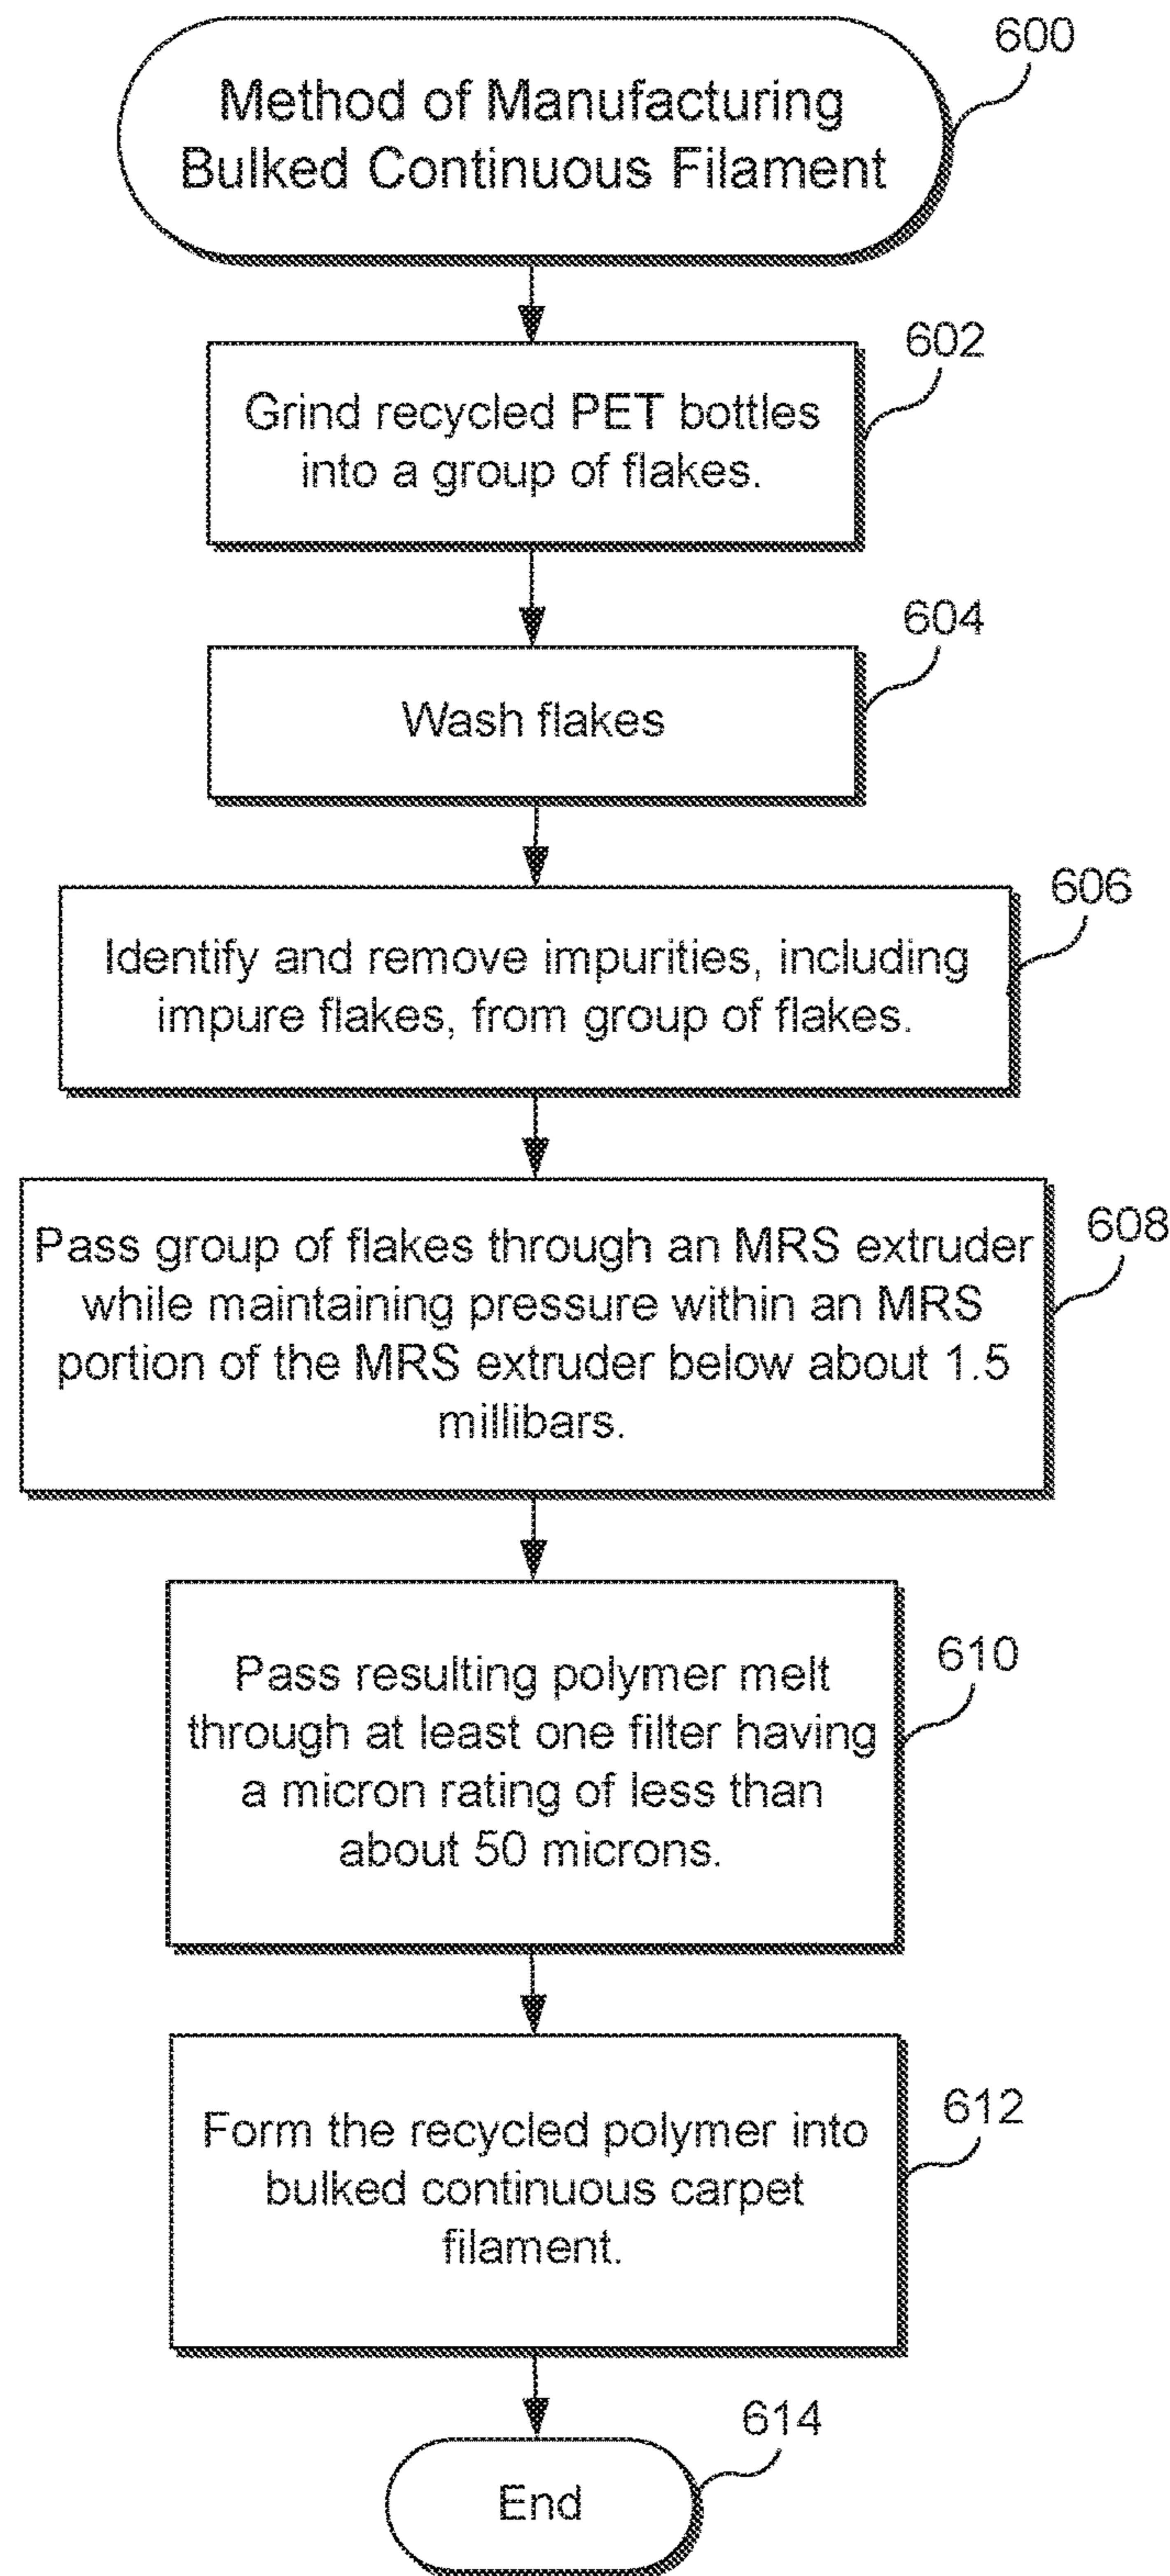 600
Method of Manufacturing
Bulked Continuous Filament
602
Grind recycled PET bottles
into a group of flakes.
604
Wash flakes
606
Identify and remove impurities, including
impure flakes, from group of flakes.
608
Pass group of flakes through an MRS extruder
while maintaining pressure within an MRS
portion of the MRS extruder below about 1.5
millibars.
610
Pass resulting polymer melt
through at least one filter having
a micron rating of less than
about 50 microns.
612
Form the recycled polymer into
bulked continuous carpet
filament.
614
End